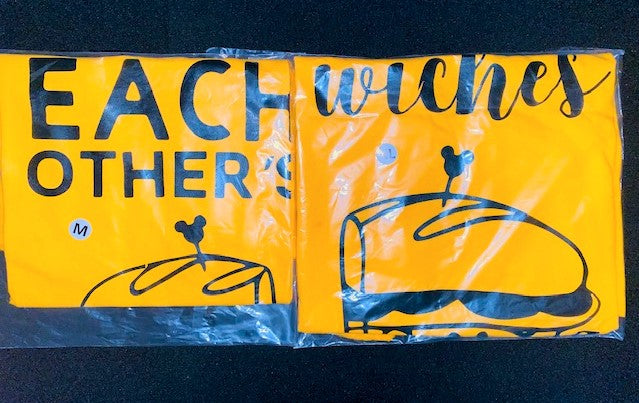 EACH
OTHER'S
M
wiches